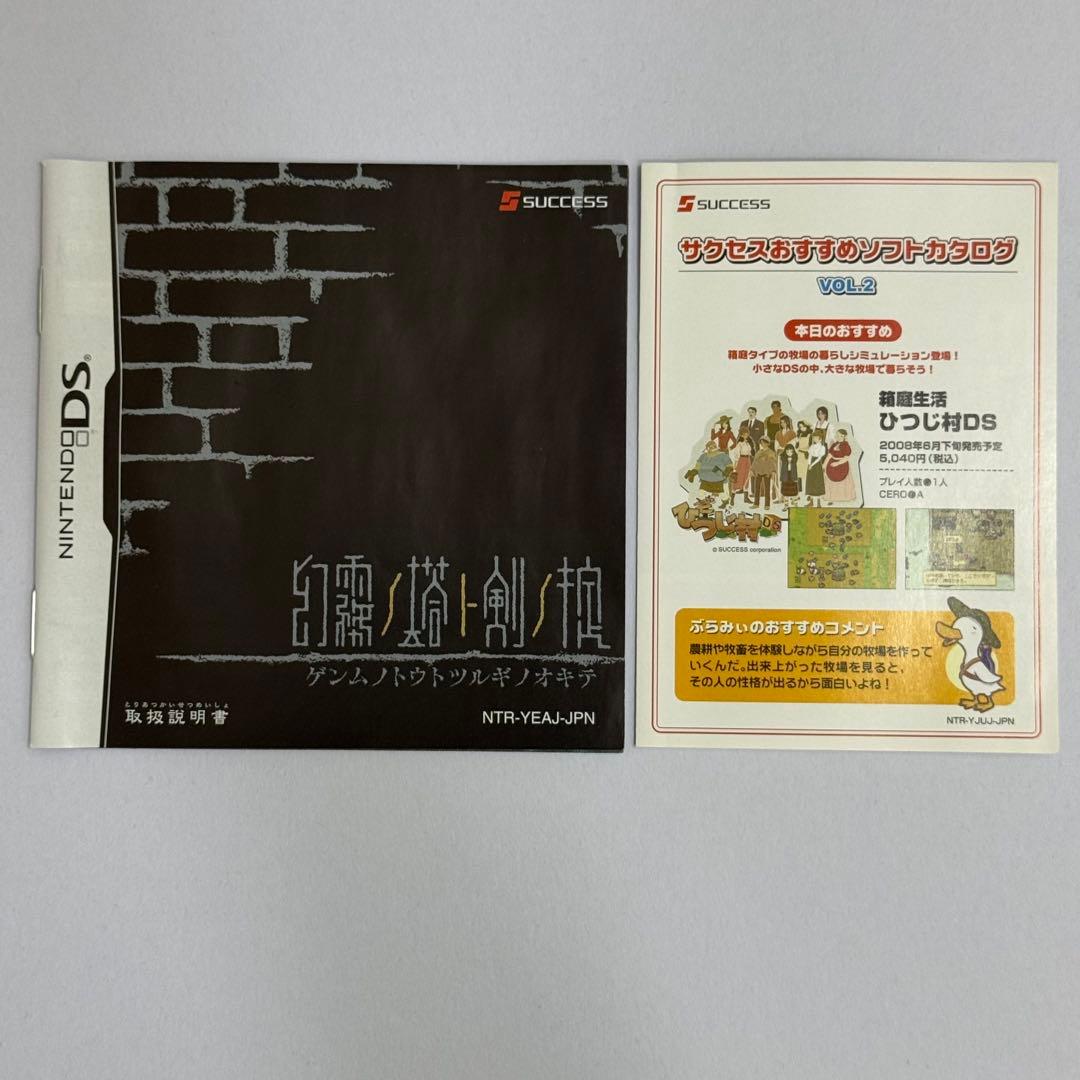 NINTENDO DS®
SUCCESS
幻霧ノ塔ト剣ノ掟
ゲンムノトウトツルギノオキテ
とりあつかいせつめいしょ
取扱説明書
NTR-YEAJ-JPN
SUCCESS
サクセスおすすめソフトカタログ
VOL.2
本日のおすすめ
箱庭タイプの牧場の暮らしシミュレーション登場!
小さなDSの中、大きな牧場で暮らそう!
箱庭生活
ひつじ村DS
2008年6月下旬発売予定
5,040円(税込)
プレイ人数●1人
CERO●A
ひつじ村DS
© SUCCESS corporation
ぷらみぃのおすすめコメント
農耕や牧畜を体験しながら自分の牧場を作って
いくんだ。出来上がった牧場を見ると、
その人の性格が出るから面白いよね!
NTR-YJUJ-JPN